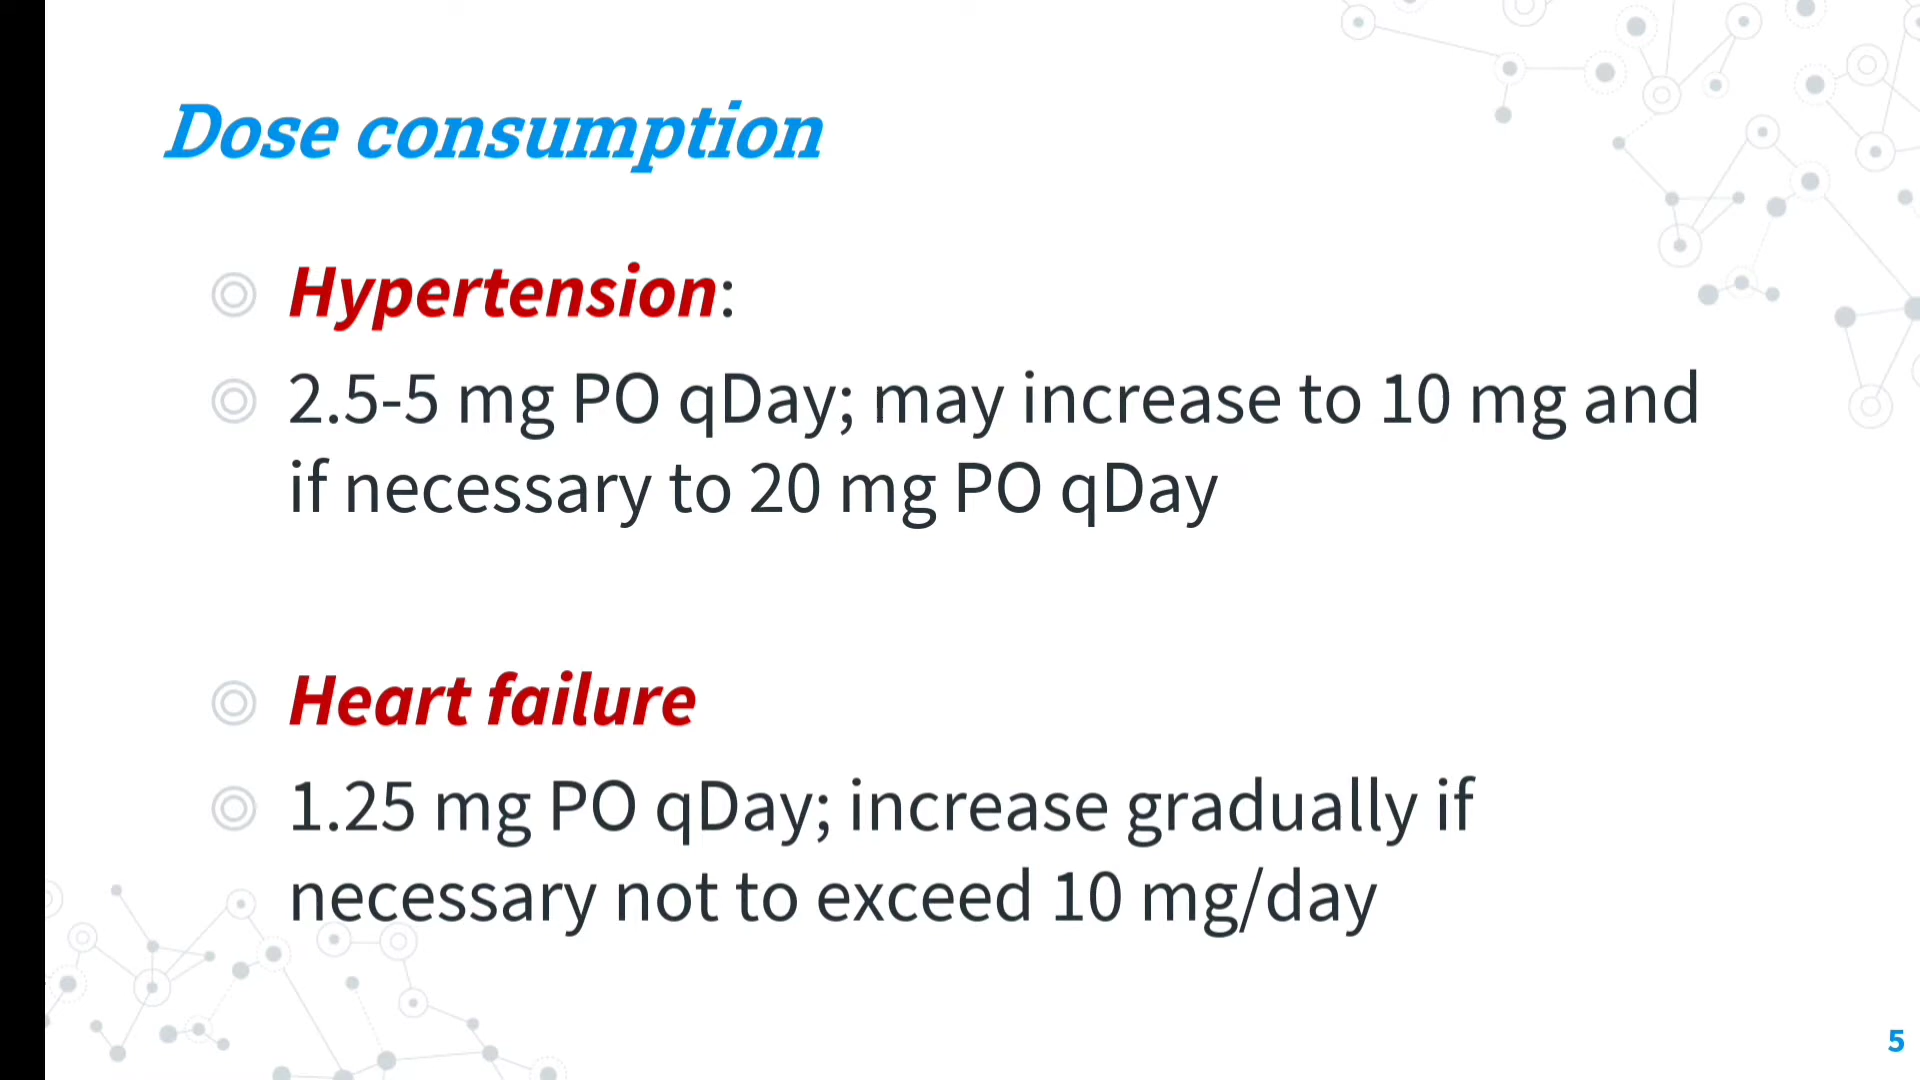 Dose consumption
Hypertension:
2.5-5 mg PO qDay; may increase to 10 mg and
if necessary to 20 mg PO qDay
Heart failure
1.25 mg PO qDay; increase gradually if
necessary not to exceed 10 mg/day
5